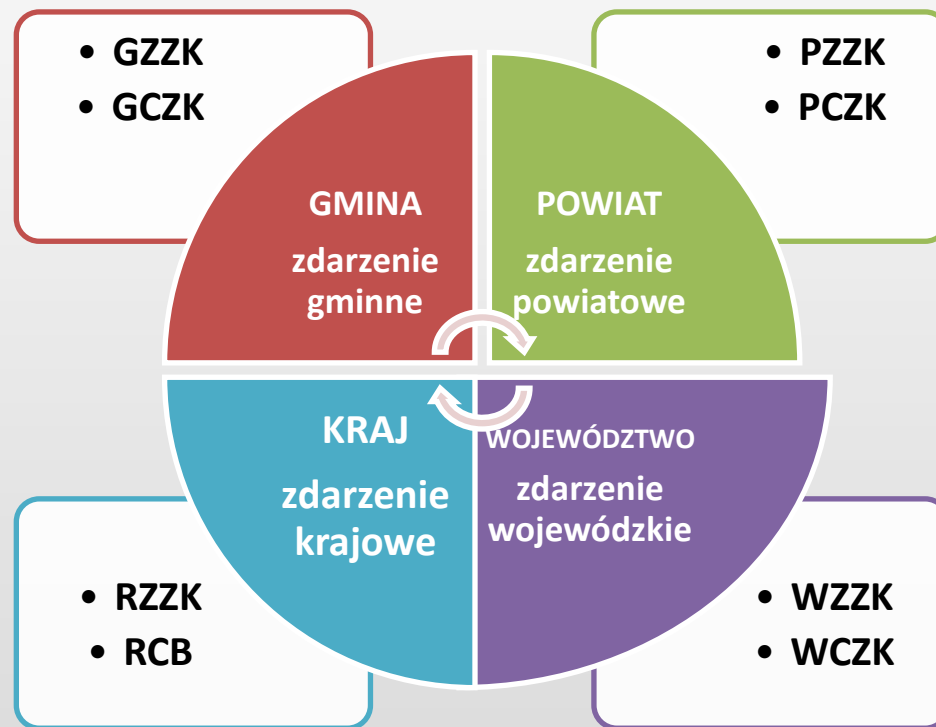 • GZZK
• GCZK
• PZZK
• PCZK
GMINA
zdarzenie
gminne
POWIAT
zdarzenie
powiatowe
KRAJ
zdarzenie
krajowe
WOJEWÓDZTWO
zdarzenie
wojewódzkie
• RZZK
• RCB
• WZZK
• WCZK